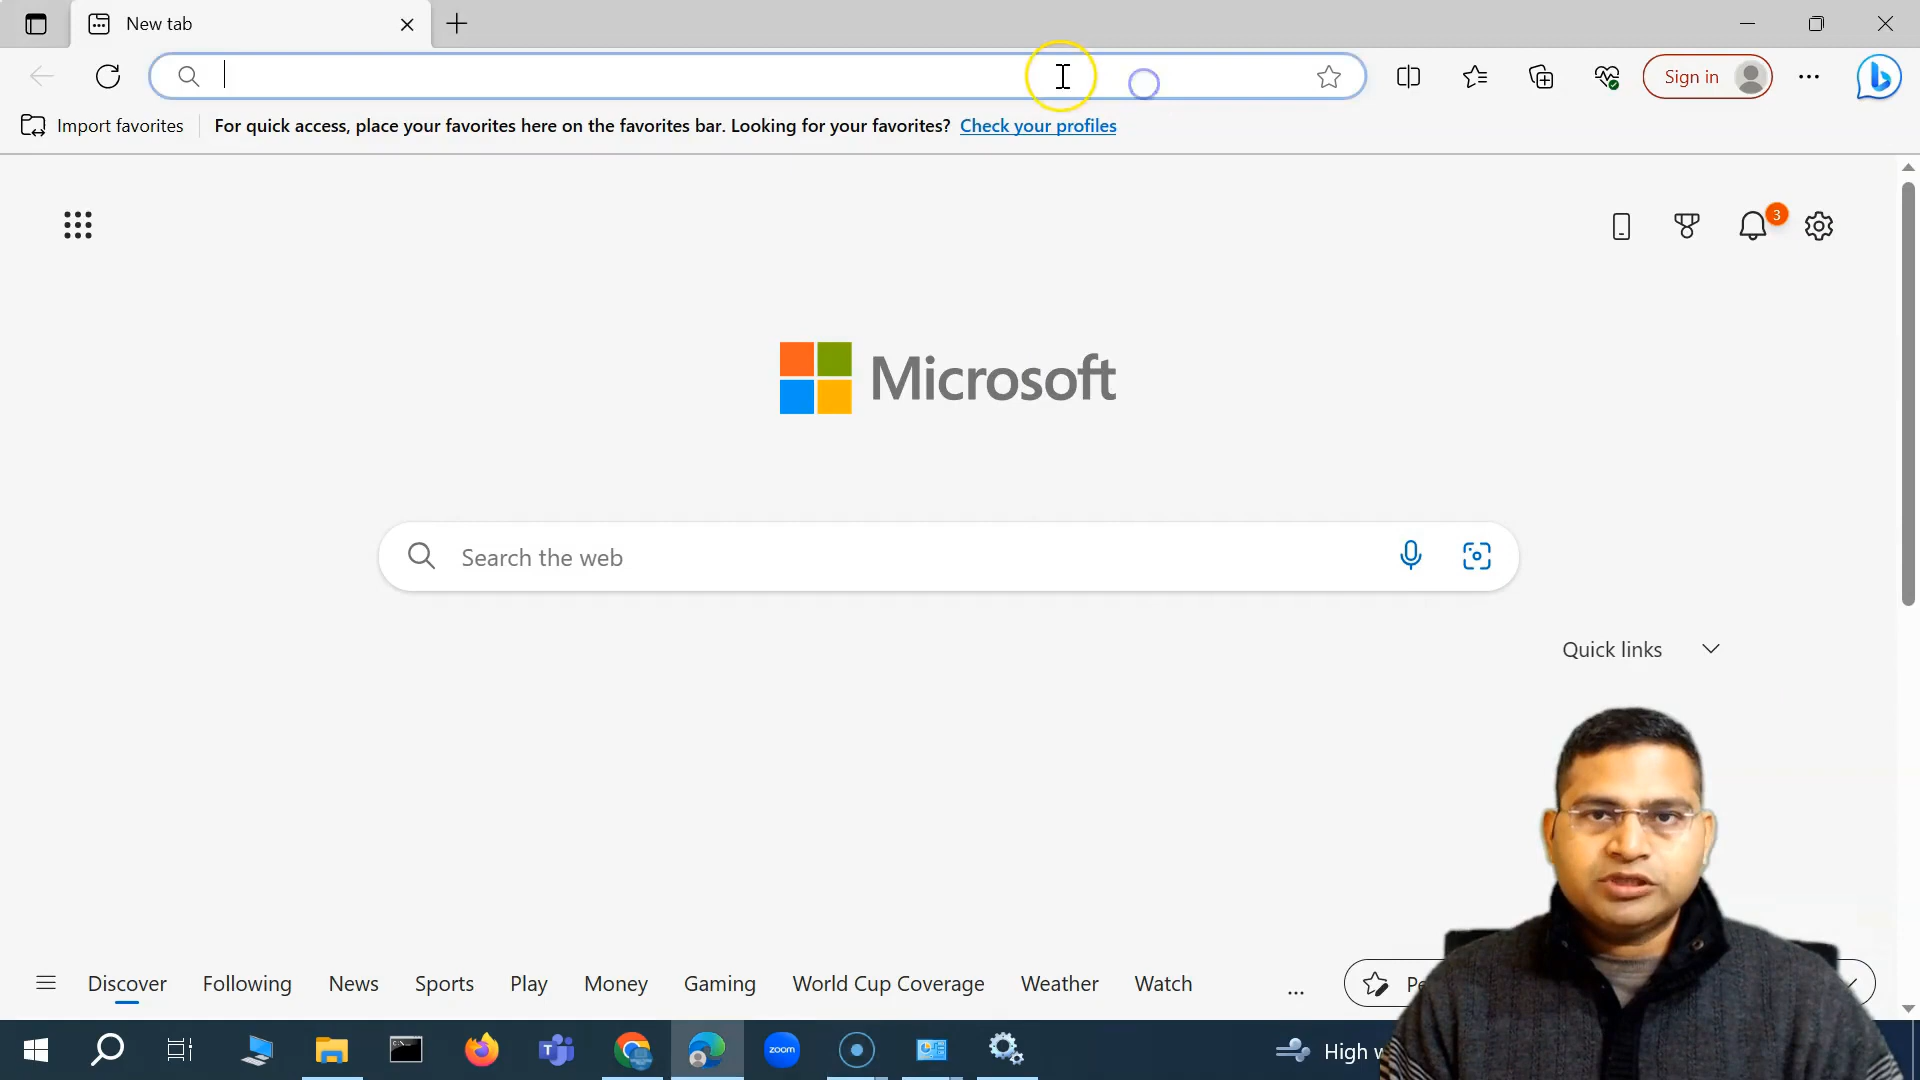 New tab
Sign in
Import favorites
For quick access, place your favorites here on the favorites bar. Looking for your favorites? Check your profiles
3
Microsoft
Search the web
Quick links
Discover
Following
News
Sports
Play
Money
Gaming
World Cup Coverage
Weather
Watch
...
zoom
High